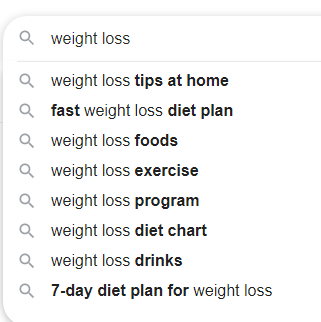 weight loss
weight loss tips at home
fast weight loss diet plan
weight loss foods
weight loss exercise
weight loss program
weight loss diet chart
weight loss drinks
7-day diet plan for weight loss